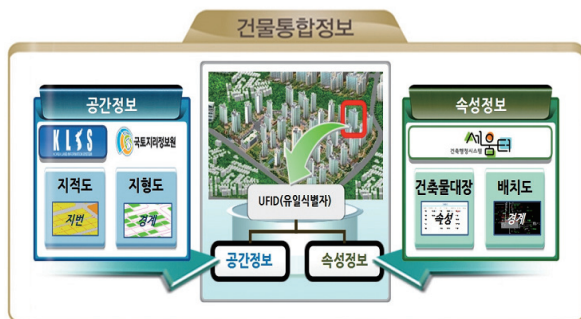 건물통합정보
공간정보
KLIS
국토지리정보원
지적도
지번
지형도
경계
UFID(유일식별자)
공간정보
속성정보
속성정보
세움터
건축행정시스템
건축물대장
속성
배치도
경계